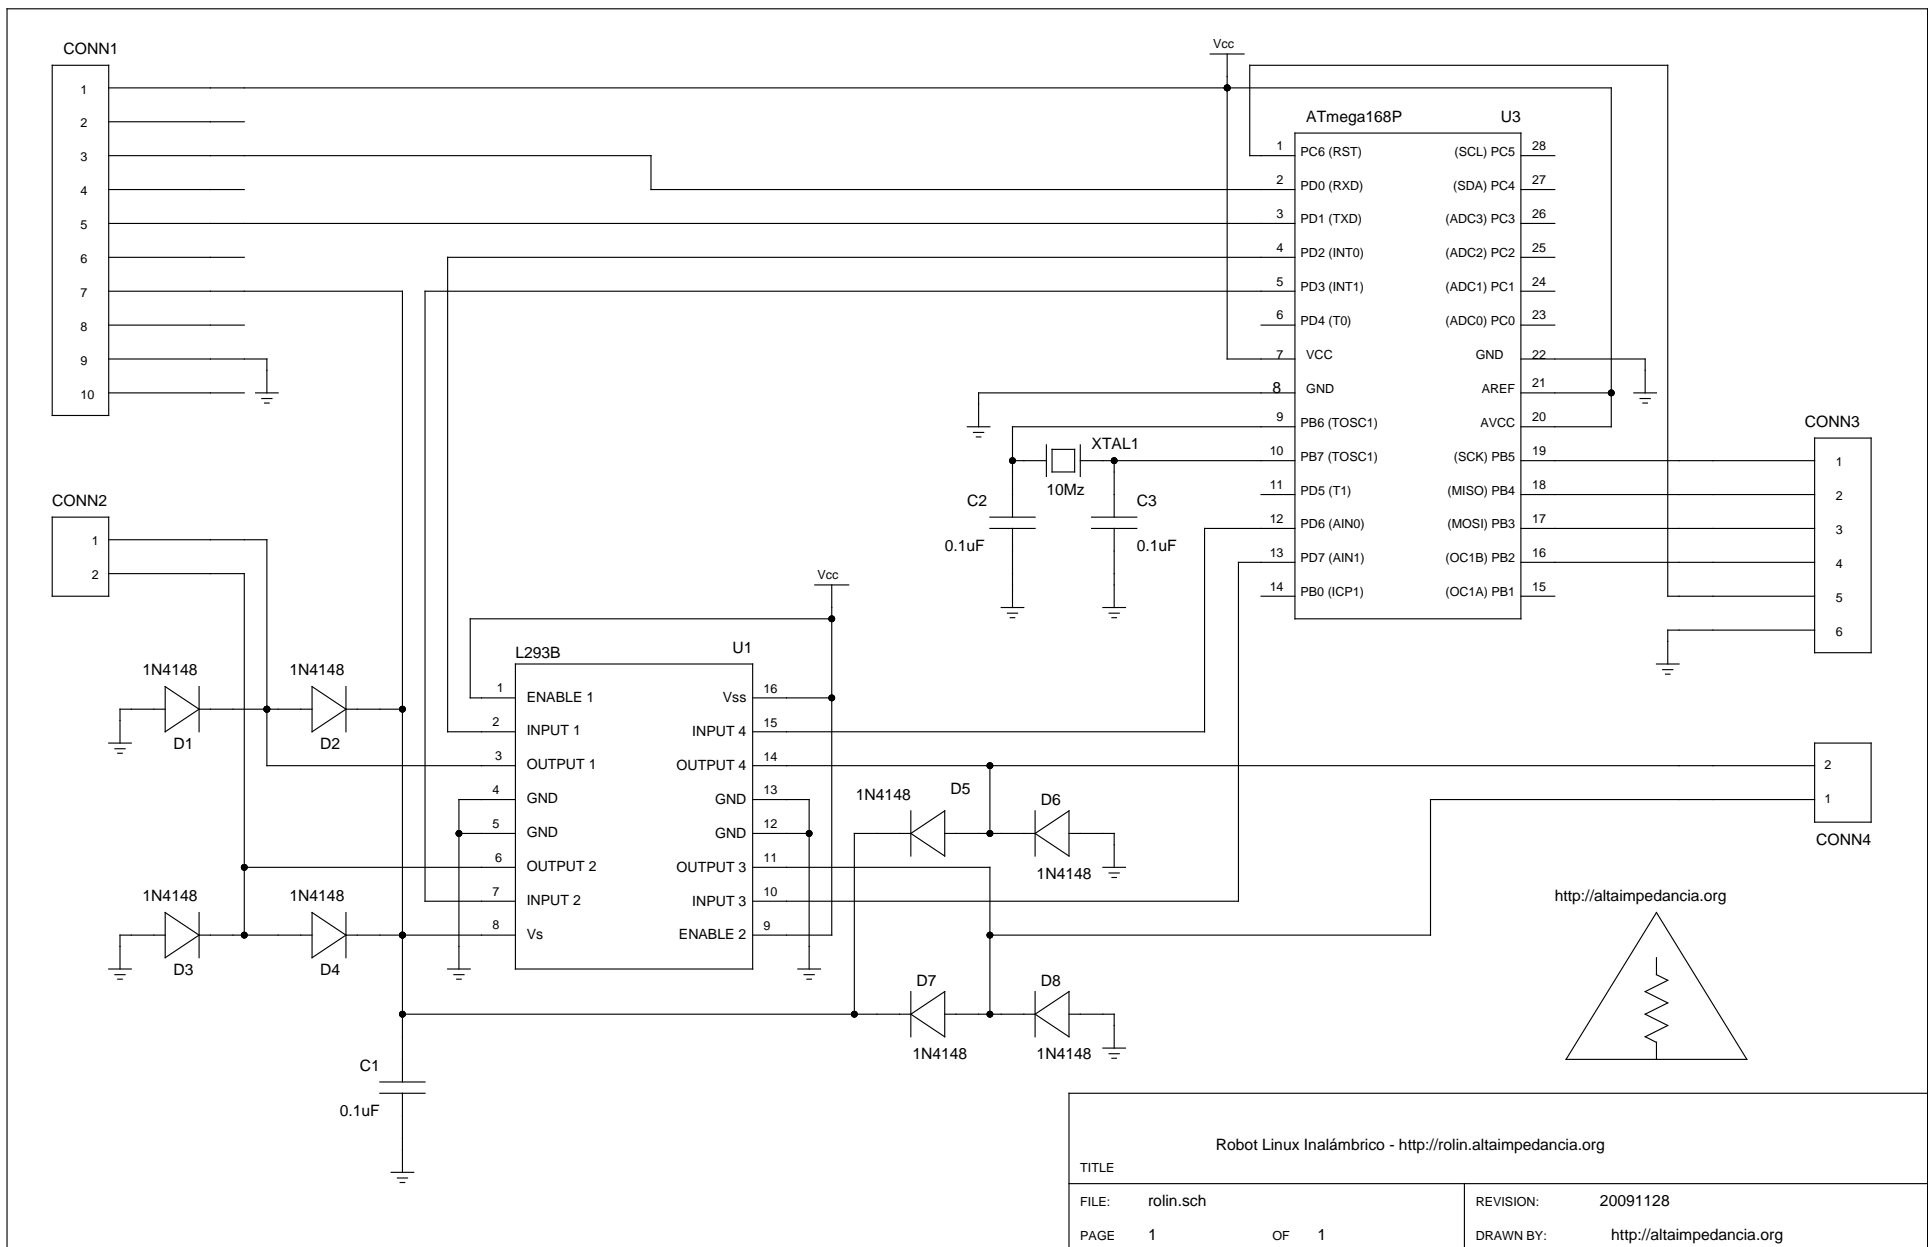 CONN1
1
2
3
4
5
6
7
8
9
10
Vcc
ATmega168P U3
1 PC6 (RST) (SCL) PC5 28
2 PD0 (RXD) (SDA) PC4 27
3 PD1 (TXD) (ADC3) PC3 26
4 PD2 (INT0) (ADC2) PC2 25
5 PD3 (INT1) (ADC1) PC1 24
6 PD4 (T0) (ADC0) PC0 23
7 VCC GND 22
8 GND AREF 21
9 PB6 (TOSC1) AVCC 20
10 PB7 (TOSC1) (SCK) PB5 19
11 PD5 (T1) (MISO) PB4 18
12 PD6 (AIN0) (MOSI) PB3 17
13 PD7 (AIN1) (OC1B) PB2 16
14 PB0 (ICP1) (OC1A) PB1 15
XTAL1
10Mz
C2
0.1uF
C3
0.1uF
CONN3
1
2
3
4
5
6
CONN2
1
2
Vcc
L293B U1
1 ENABLE 1 Vss 16
2 INPUT 1 INPUT 4 15
3 OUTPUT 1 OUTPUT 4 14
4 GND GND 13
5 GND GND 12
6 OUTPUT 2 OUTPUT 3 11
7 INPUT 2 INPUT 3 10
8 Vs ENABLE 2 9
1N4148
D1
1N4148
D2
1N4148
D3
1N4148
D4
1N4148 D5
D6
1N4148
D7
1N4148
D8
1N4148
2
1
CONN4
C1
0.1uF
http://altaimpedancia.org
Robot Linux Inalámbrico - http://rolin.altaimpedancia.org
TITLE
FILE: rolin.sch
REVISION: 20091128
PAGE 1 OF 1
DRAWN BY: http://altaimpedancia.org